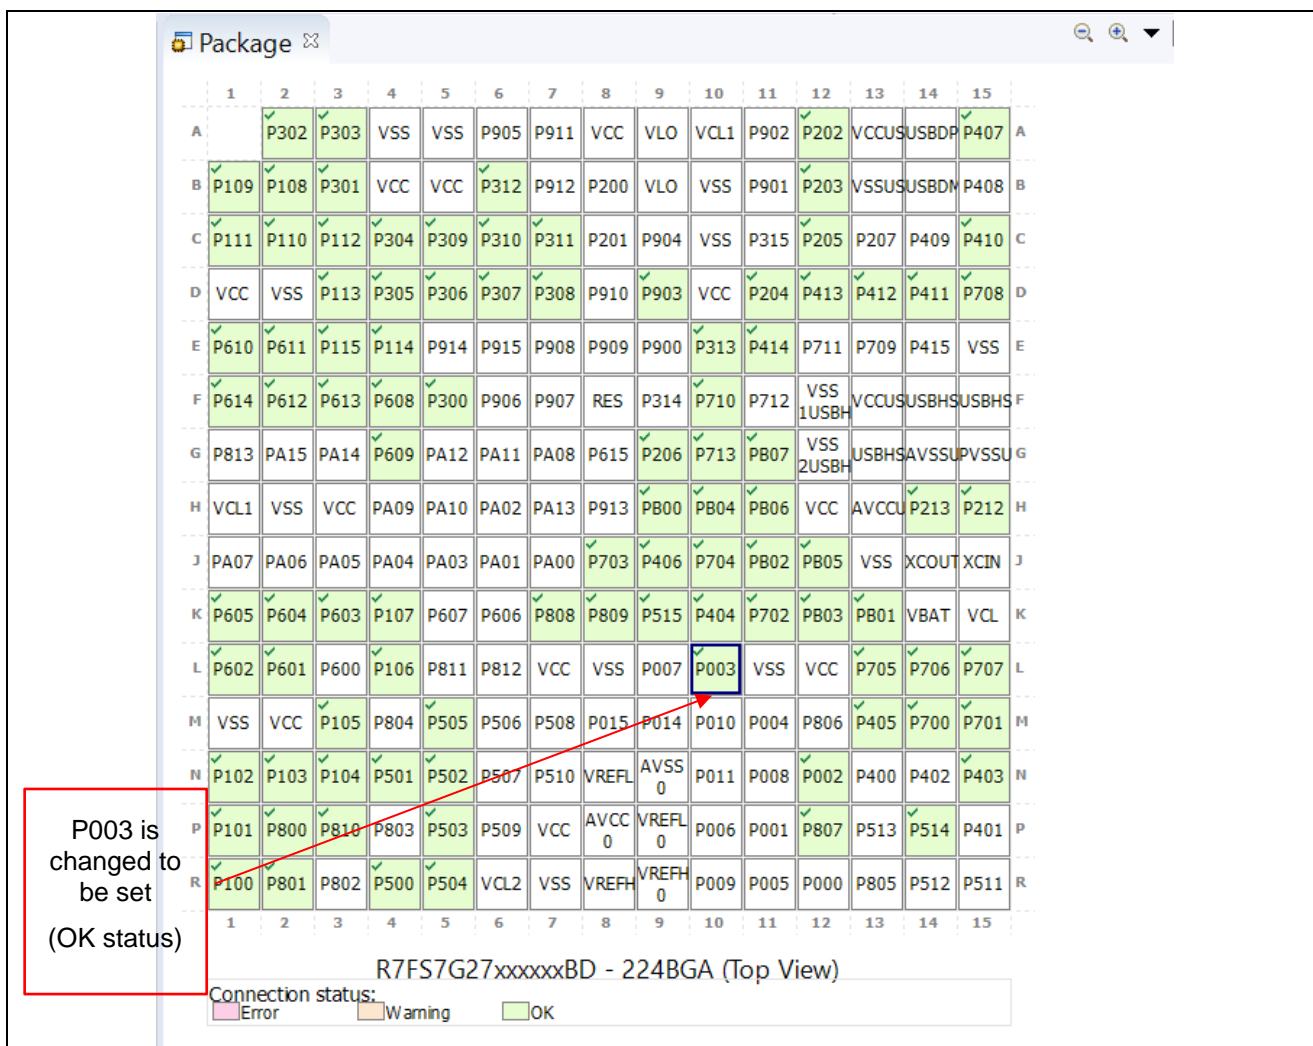 Package
1 2 3 4 5 6 7 8 9 10 11 12 13 14 15
A P302 P303 VSS VSS P905 P911 VCC VLO VCL1 P902 P202 VCCUS USBDP P407 A
B P109 P108 P301 VCC VCC P312 P912 P200 VLO VSS P901 P203 VSSUS USBDM P408 B
C P111 P110 P112 P304 P309 P310 P311 P201 P904 VSS P315 P205 P207 P409 P410 C
D VCC VSS P113 P305 P306 P307 P308 P910 P903 VCC P204 P413 P412 P411 P708 D
E P610 P611 P115 P114 P914 P915 P908 P909 P900 P313 P414 P711 P709 P415 VSS E
F P614 P612 P613 P608 P300 P906 P907 RES P314 P710 P712 VSS 1USBH VCCUS USBHS USBHS F
G P813 PA15 PA14 P609 PA12 PA11 PA08 P615 P206 P713 PB07 VSS 2USBH USBHS AVSSU PVSSU G
H VCL1 VSS VCC PA09 PA10 PA02 PA13 P913 PB00 PB04 PB06 VCC AVCCU P213 P212 H
J PA07 PA06 PA05 PA04 PA03 PA01 PA00 P703 P406 P704 PB02 PB05 VSS XCOUT XCIN J
K P605 P604 P603 P107 P607 P606 P808 P809 P515 P404 P702 PB03 PB01 VBAT VCL K
L P602 P601 P600 P106 P811 P812 VCC VSS P007 P003 VSS VCC P705 P706 P707 L
M VSS VCC P105 P804 P505 P506 P508 P015 P014 P010 P004 P806 P405 P700 P701 M
N P102 P103 P104 P501 P502 P507 P510 VREFL AVSS 0 P011 P008 P002 P400 P402 P403 N
P P101 P800 P810 P803 P503 P509 VCC AVCC 0 VREFL 0 P006 P001 P807 P513 P514 P401 P
R P100 P801 P802 P500 P504 VCL2 VSS VREFH VREFH 0 P009 P005 P000 P805 P512 P511 R
1 2 3 4 5 6 7 8 9 10 11 12 13 14 15
P003 is
changed to
be set
(OK status)
R7FS7G27xxxxxxBD - 224BGA (Top View)
Connection status:
Error Warning OK